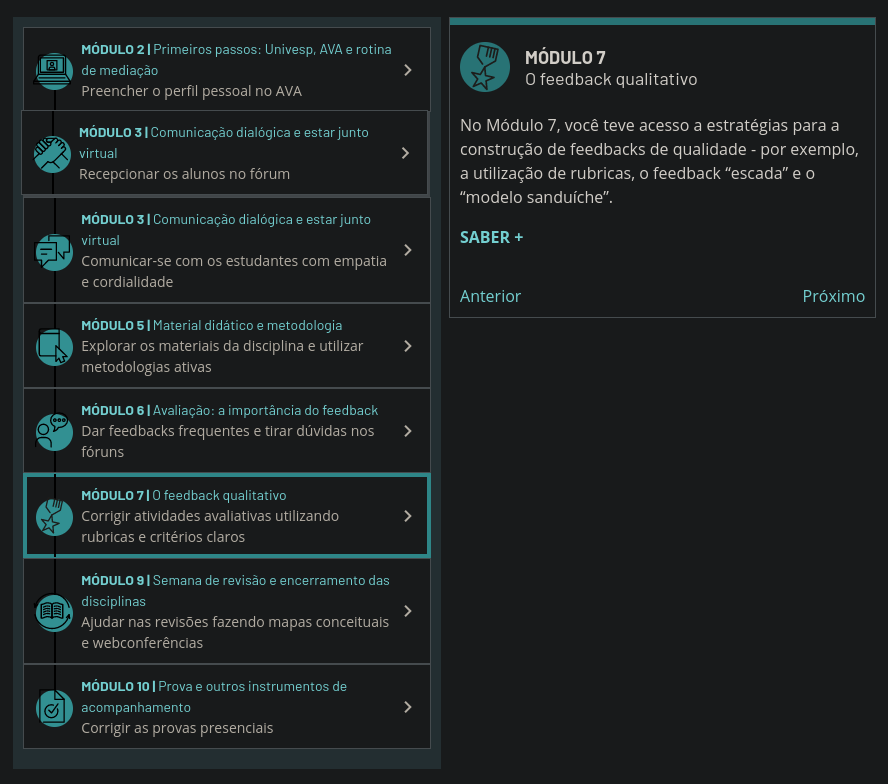 MÓDULO 2 | Primeiros passos: Univesp, AVA e rotina
de mediação
Preencher o perfil pessoal no AVA
MÓDULO 3 | Comunicação dialógica e estar junto
virtual
Recepcionar os alunos no fórum
MÓDULO 3 | Comunicação dialógica e estar junto
virtual
Comunicar-se com os estudantes com empatia
e cordialidade
MÓDULO 5 | Material didático e metodologia
Explorar os materiais da disciplina e utilizar
metodologias ativas
MÓDULO 6 | Avaliação: a importância do feedback
Dar feedbacks frequentes e tirar dúvidas nos
fóruns
MÓDULO 7 | O feedback qualitativo
Corrigir atividades avaliativas utilizando
rubricas e critérios claros
MÓDULO 9 | Semana de revisão e encerramento das
disciplinas
Ajudar nas revisões fazendo mapas conceituais
e webconferências
MÓDULO 10 | Prova e outros instrumentos de
acompanhamento
Corrigir as provas presenciais
MÓDULO 7
O feedback qualitativo
No Módulo 7, você teve acesso a estratégias para a
construção de feedbacks de qualidade - por exemplo,
a utilização de rubricas, o feedback “escada” e o
“modelo sanduíche”.
SABER +
Anterior
Próximo